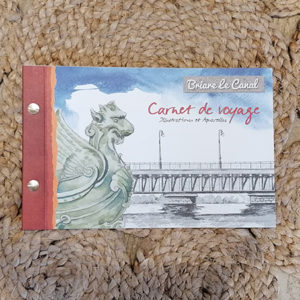 Briare le Canal
Carnet de voyage
Illustrations et Aquarelles